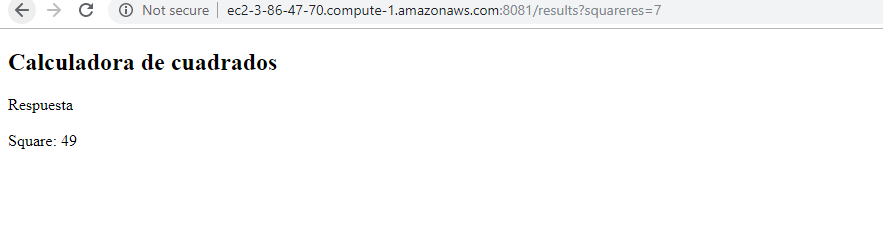 Not secure | ec2-3-86-47-70.compute-1.amazonaws.com:8081/results?squareres=7
Calculadora de cuadrados
Respuesta
Square: 49